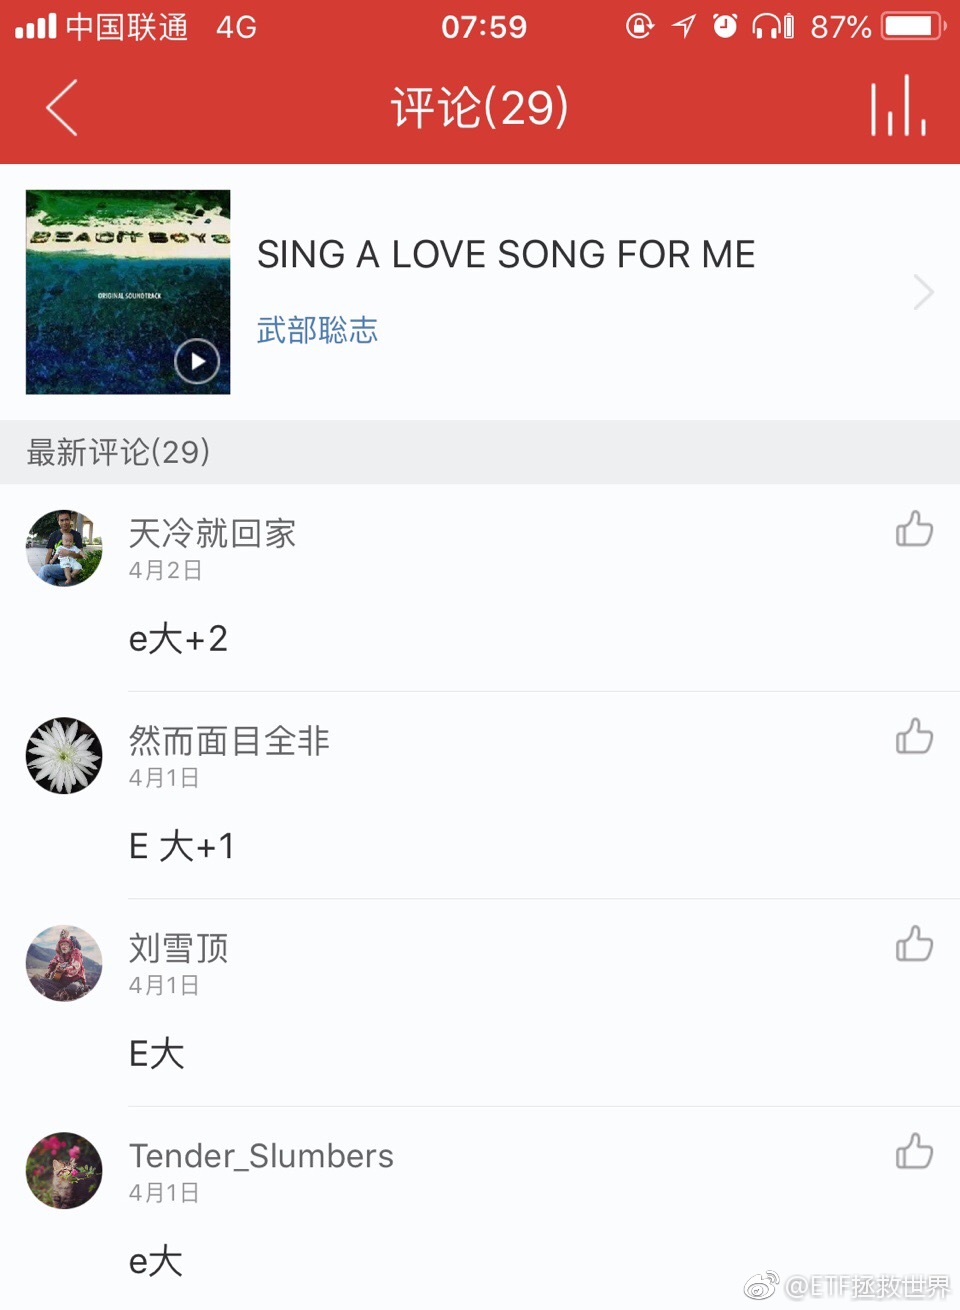 中国联通 4G 07:59 87%
评论(29)
BEACH BOYS
ORIGINAL SOUNDTRACK
SING A LOVE SONG FOR ME
武部聡志
最新评论(29)
天冷就回家
4月2日
e大+2
然而面目全非
4月1日
E 大+1
刘雪顶
4月1日
E大
Tender_Slumbers
4月1日
e大
@ETF拯救世界